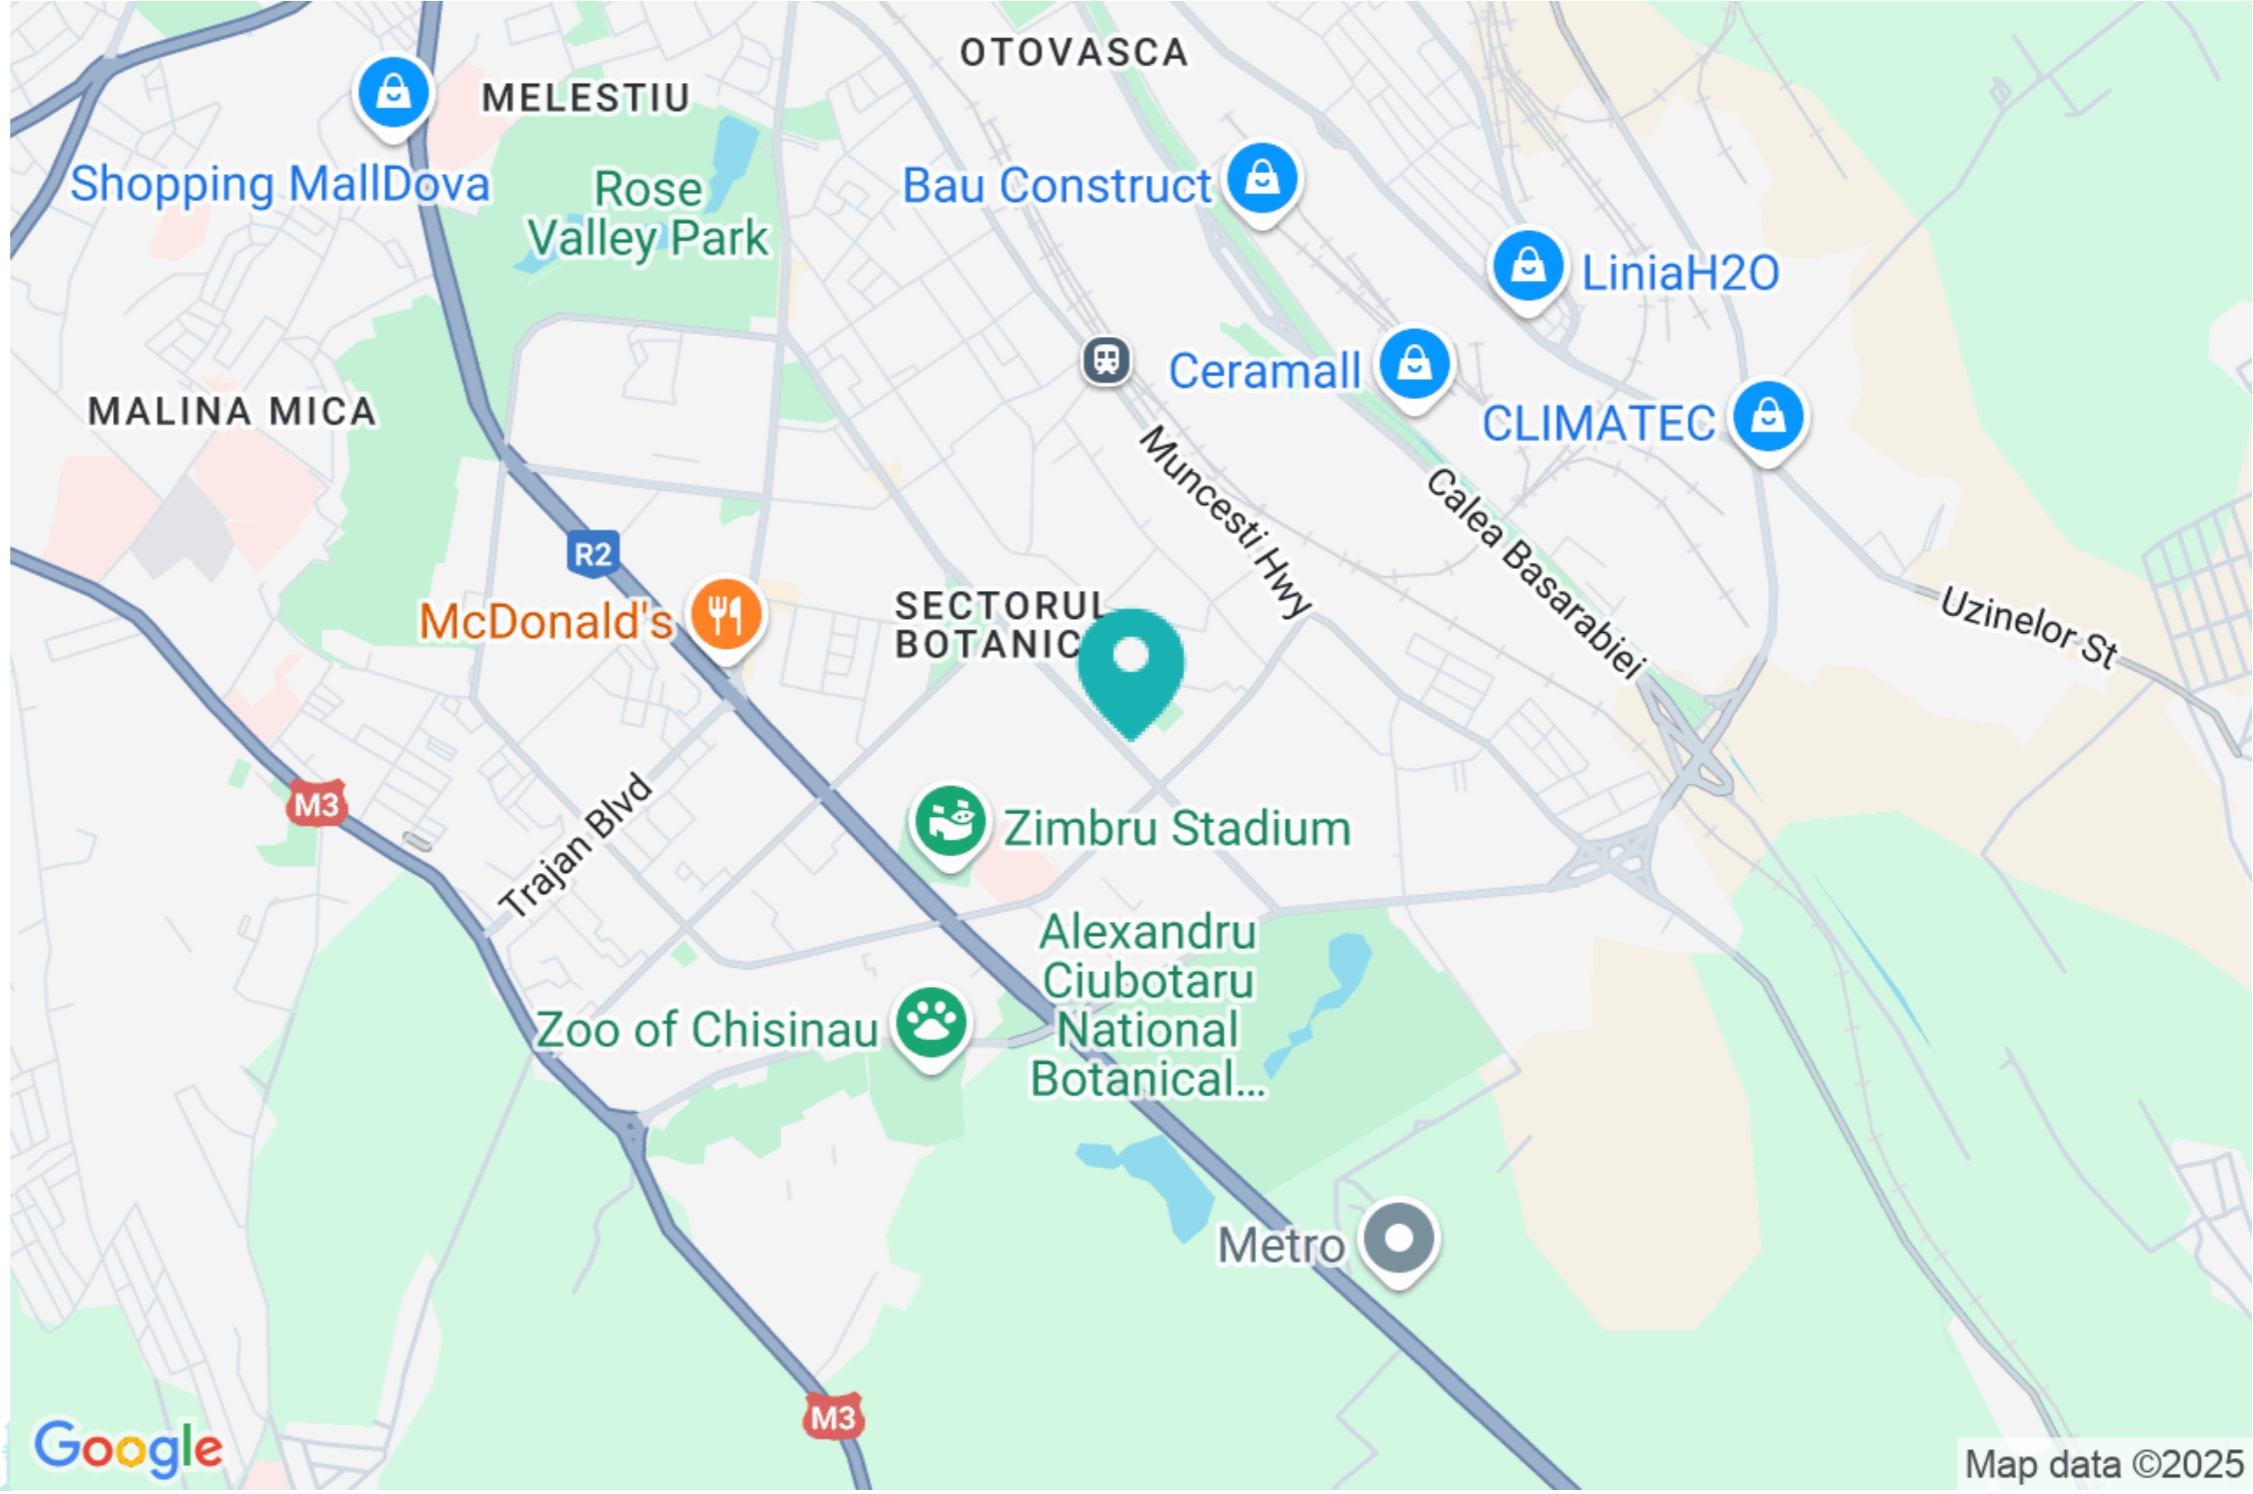 OTOVASCA
MELESTIU
Shopping MallDova
Rose
Valley Park
Bau Construct
LiniaH2O
Ceramall
MALINA MICA
CLIMATEC
Muncesti Hwy
Calea Basarabiei
R2
McDonald's
SECTORUL
BOTANIC
Uzinelor St
M3
Trajan Blvd
Zimbru Stadium
Alexandru
Ciubotaru
National
Botanical...
Zoo of Chisinau
Metro
M3
Google
Map data ©2025